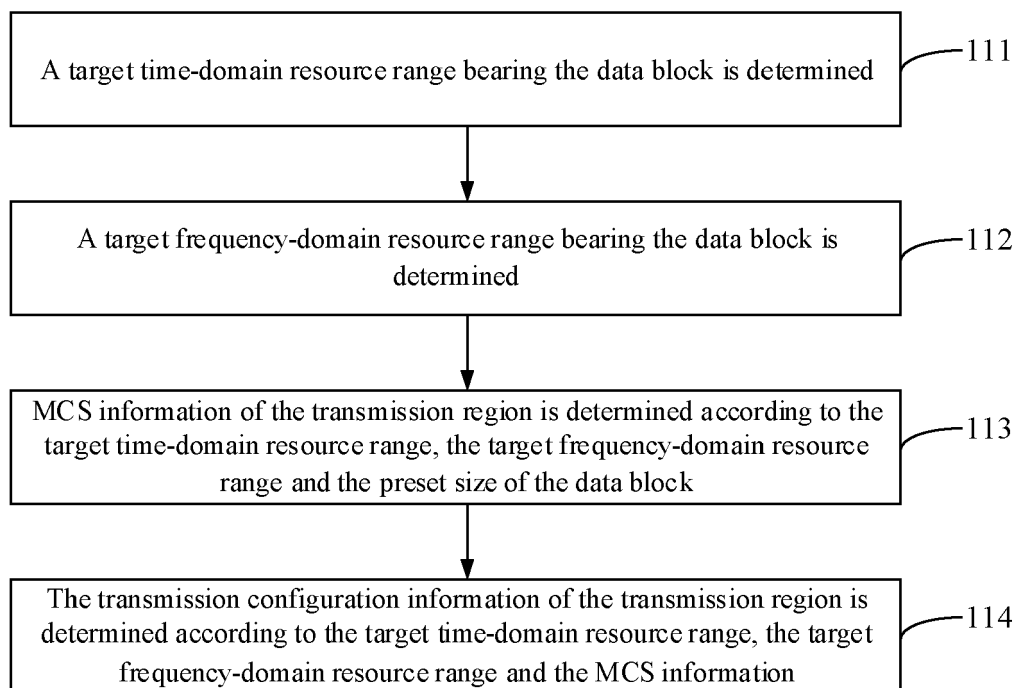 A target time-domain resource range bearing the data block is determined
111
A target frequency-domain resource range bearing the data block is
determined
112
MCS information of the transmission region is determined according to the
target time-domain resource range, the target frequency-domain resource
range and the preset size of the data block
113
The transmission configuration information of the transmission region is
determined according to the target time-domain resource range, the target
frequency-domain resource range and the MCS information
114